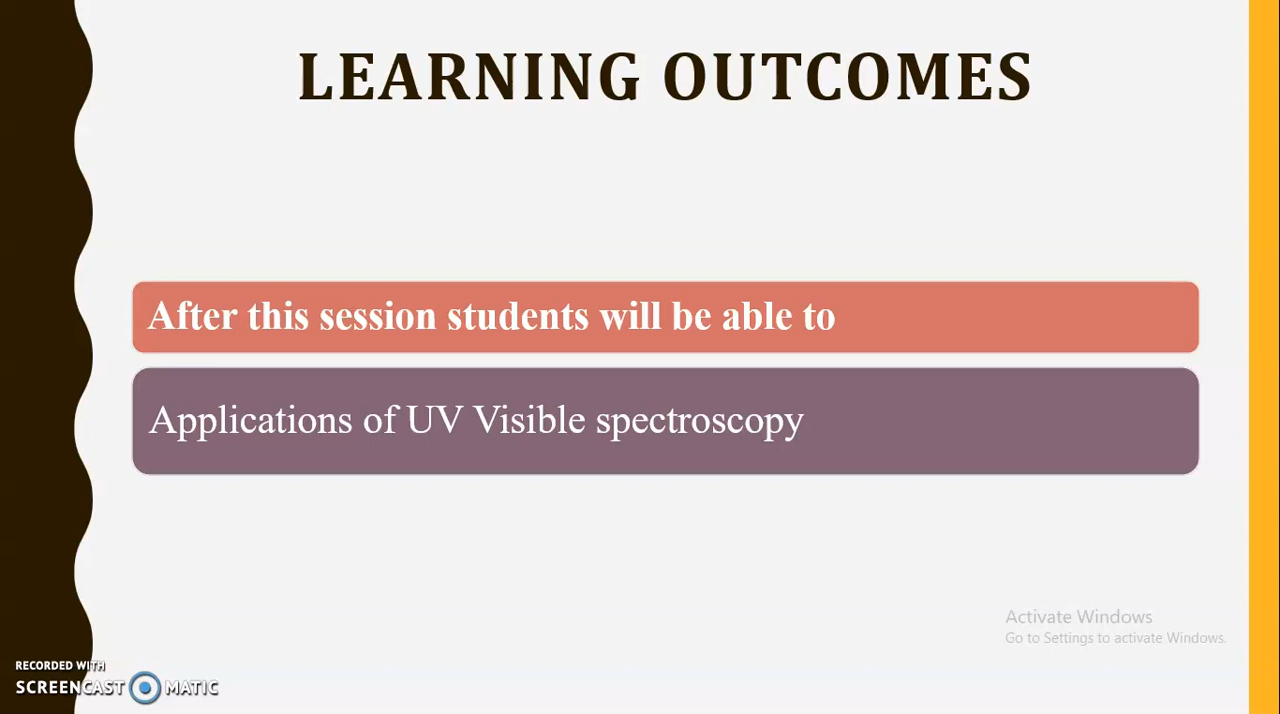 LEARNING OUTCOMES
After this session students will be able to
Applications of UV Visible spectroscopy
Activate Windows
Go to Settings to activate Windows.
RECORDED WITH
SCREENCAST MATIC